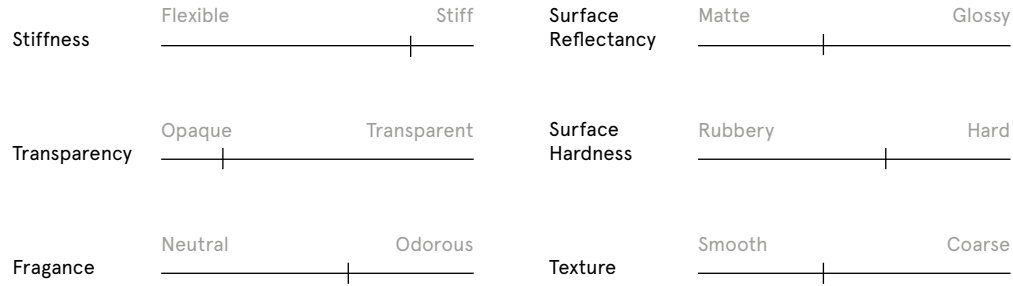 Flexible Stiff
Stiffness
Opaque Transparent
Transparency
Neutral Odorous
Fragance
Surface
Reflectancy
Matte Glossy
Surface
Hardness
Rubbery Hard
Smooth Coarse
Texture